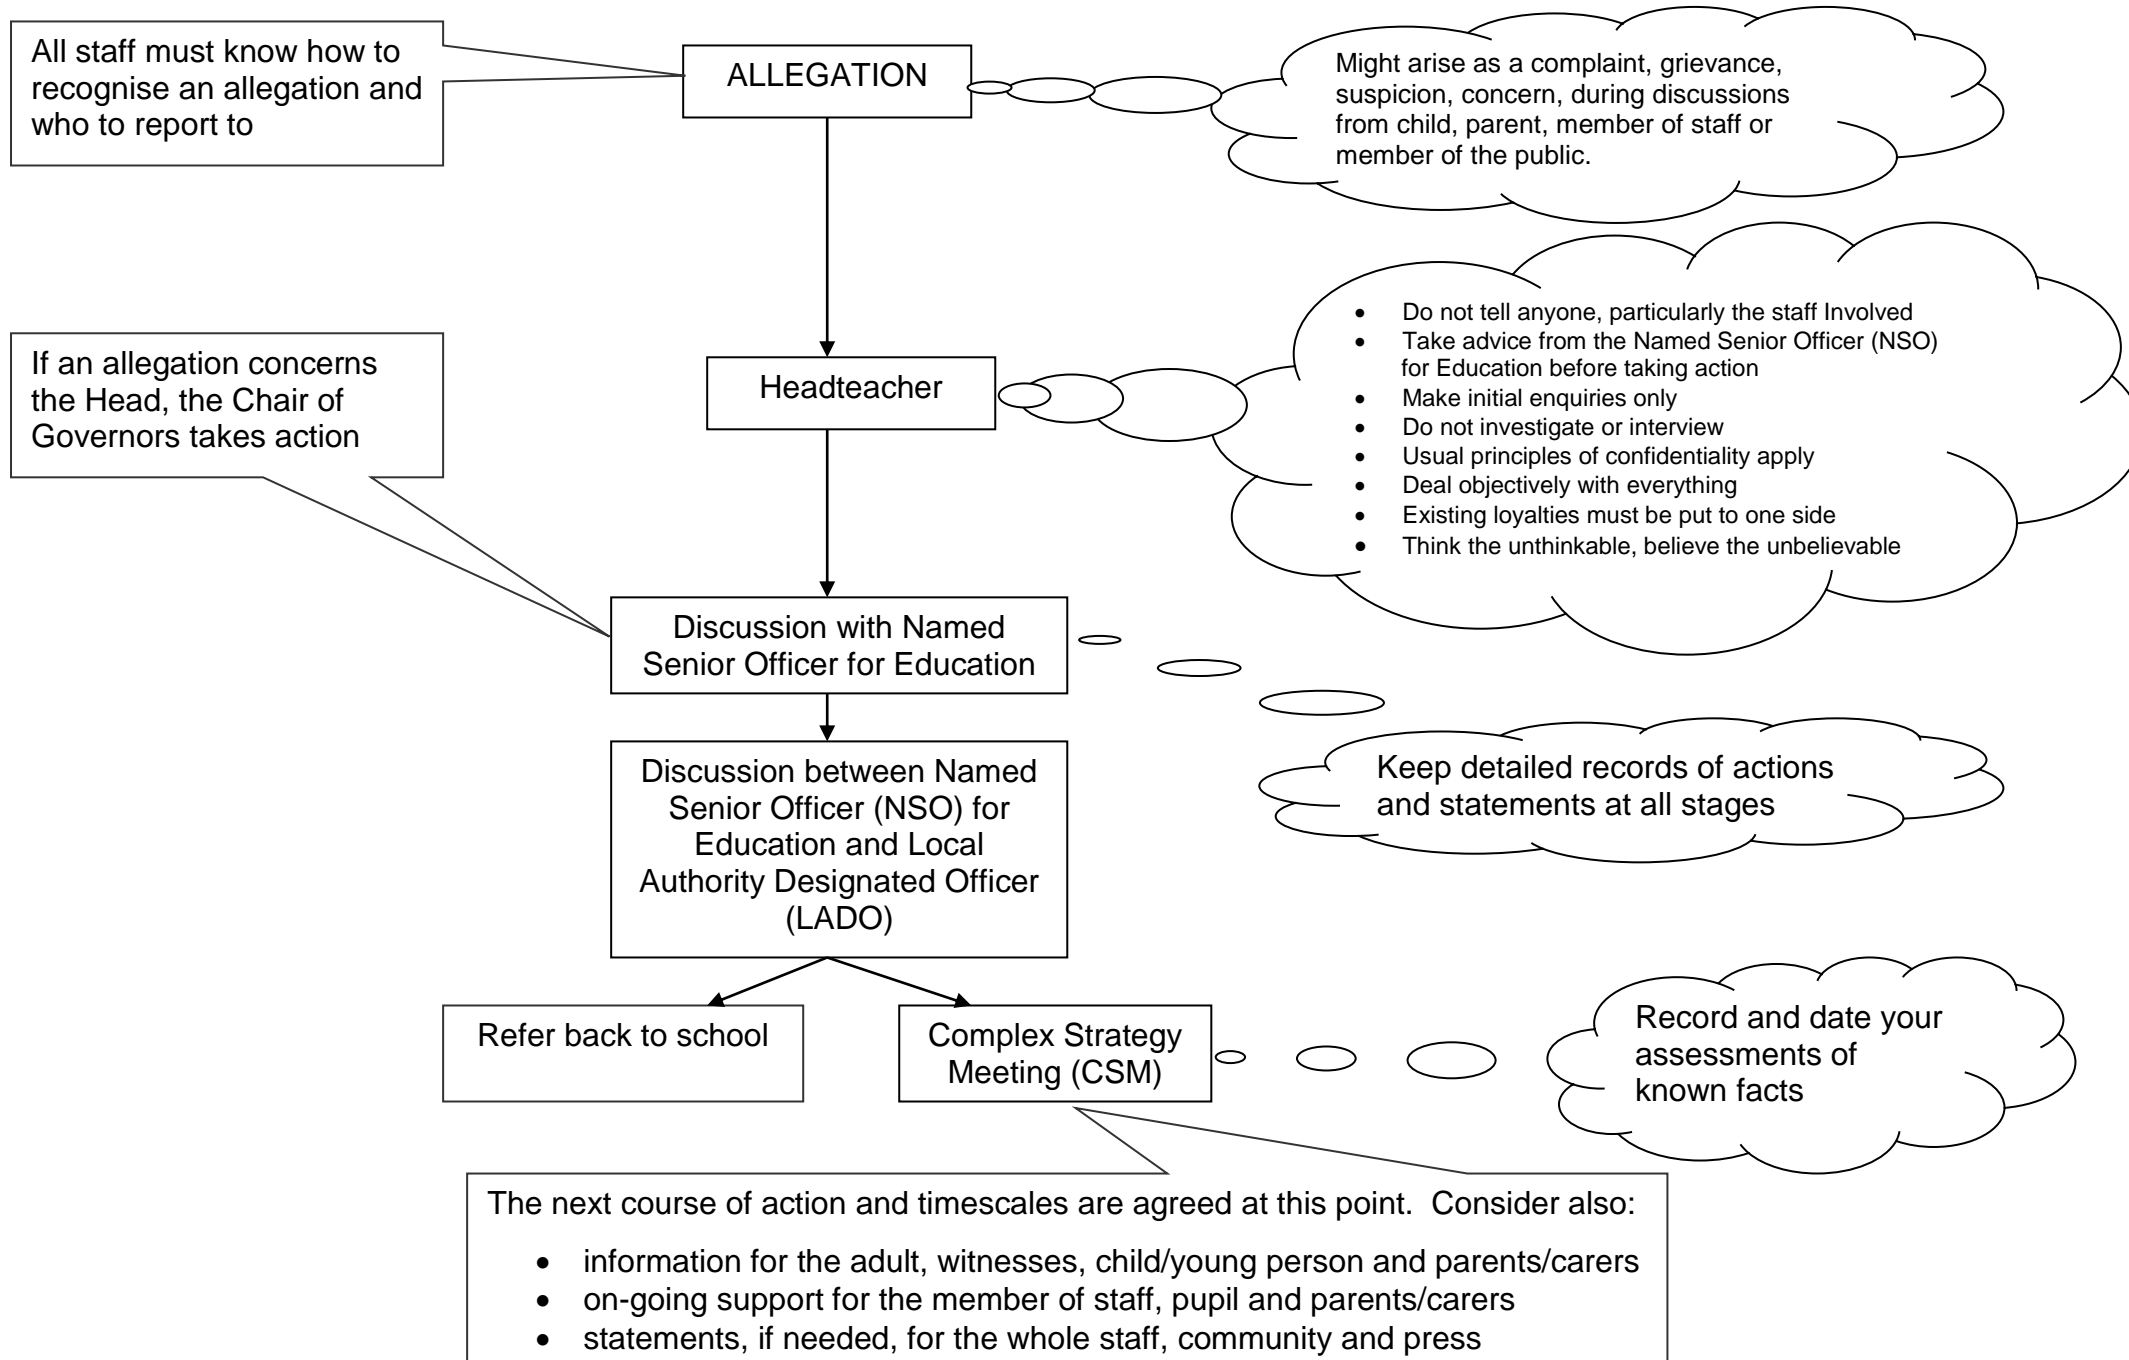 All staff must know how to
recognise an allegation and
who to report to
ALLEGATION
Might arise as a complaint, grievance,
suspicion, concern, during discussions
from child, parent, member of staff or
member of the public.
If an allegation concerns
the Head, the Chair of
Governors takes action
Headteacher
• Do not tell anyone, particularly the staff Involved
• Take advice from the Named Senior Officer (NSO)
for Education before taking action
• Make initial enquiries only
• Do not investigate or interview
• Usual principles of confidentiality apply
• Deal objectively with everything
• Existing loyalties must be put to one side
• Think the unthinkable, believe the unbelievable
Discussion with Named
Senior Officer for Education
Discussion between Named
Senior Officer (NSO) for
Education and Local
Authority Designated Officer
(LADO)
Keep detailed records of actions
and statements at all stages
Refer back to school
Complex Strategy
Meeting (CSM)
Record and date your
assessments of
known facts
The next course of action and timescales are agreed at this point.  Consider also:
• information for the adult, witnesses, child/young person and parents/carers
• on-going support for the member of staff, pupil and parents/carers
• statements, if needed, for the whole staff, community and press